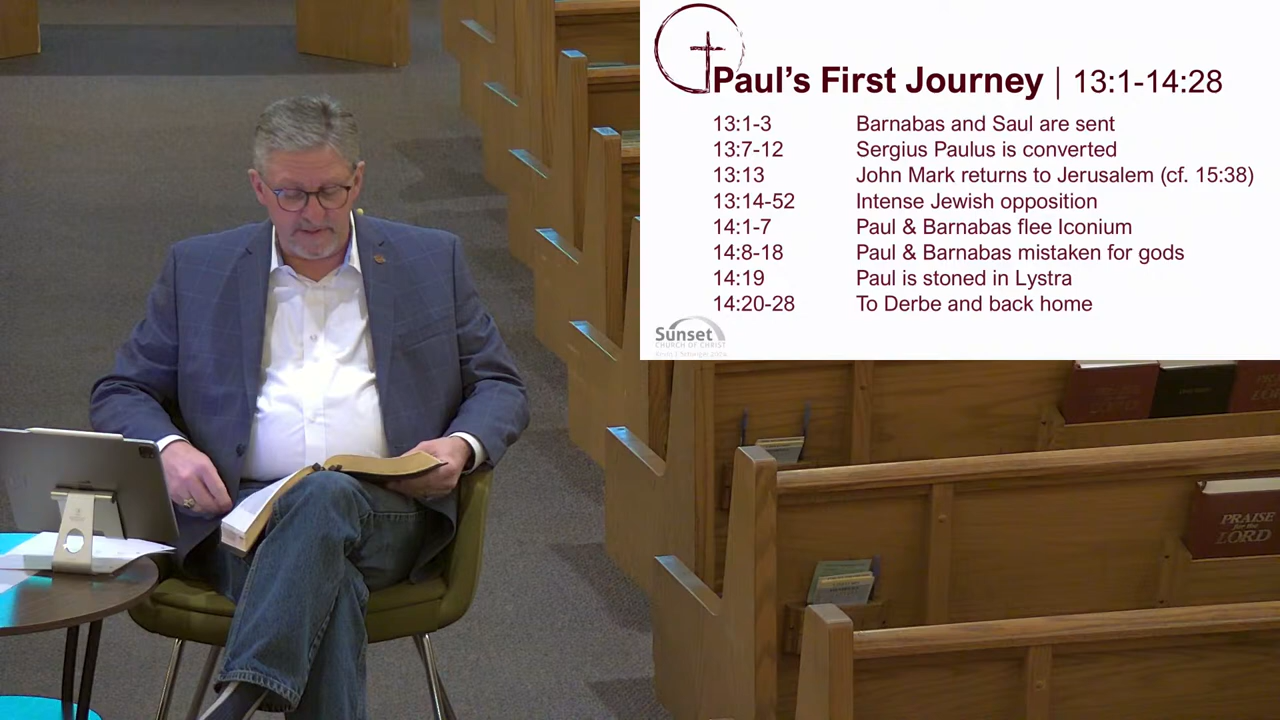 Paul's First Journey | 13:1-14:28
13:1-3 Barnabas and Saul are sent
13:7-12 Sergius Paulus is converted
13:13 John Mark returns to Jerusalem (cf. 15:38)
13:14-52 Intense Jewish opposition
14:1-7 Paul & Barnabas flee Iconium
14:8-18 Paul & Barnabas mistaken for gods
14:19 Paul is stoned in Lystra
14:20-28 To Derbe and back home
Sunset
CHURCH OF CHRIST
PRAISE
for the
LORD